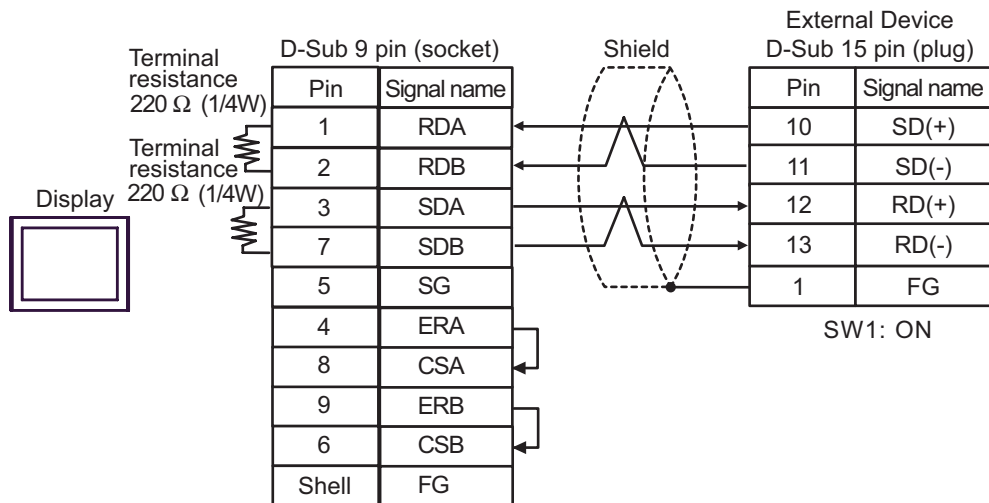 External Device
D-Sub 9 pin (socket)
Shield
D-Sub 15 pin (plug)
Terminal
resistance
220 Ω (1/4W)
Terminal
resistance
220 Ω (1/4W)
Display
Pin Signal name
1 RDA
2 RDB
3 SDA
7 SDB
5 SG
4 ERA
8 CSA
9 ERB
6 CSB
Shell FG
Pin Signal name
10 SD(+)
11 SD(-)
12 RD(+)
13 RD(-)
1 FG
SW1: ON